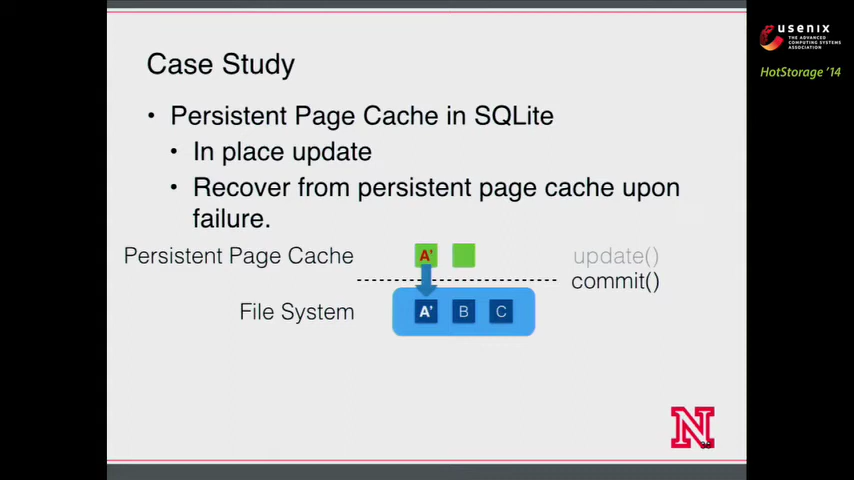 usenix
THE ADVANCED
COMPUTING SYSTEMS
ASSOCIATION
HotStorage '14
Case Study
• Persistent Page Cache in SQLite
• In place update
• Recover from persistent page cache upon
failure.
Persistent Page Cache A' update()
commit()
File System A' B C
N